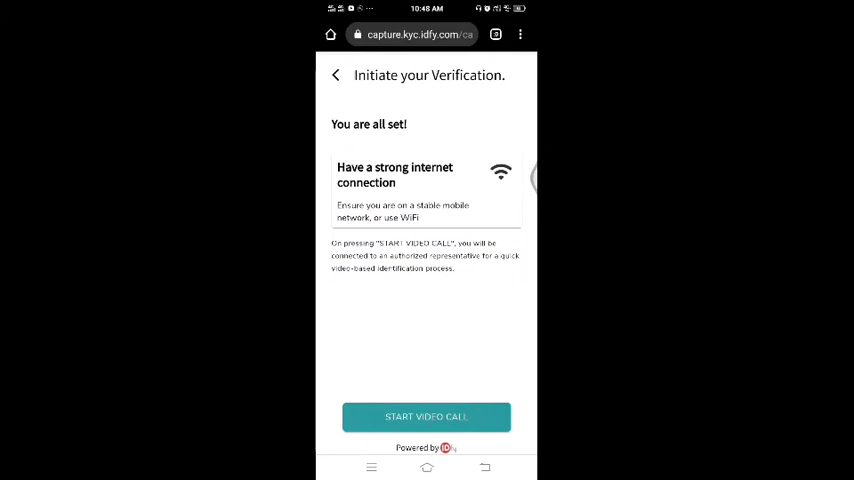 10:48 AM
capture.kyc.idfy.com/ca
Initiate your Verification.
You are all set!
Have a strong internet
connection
Ensure you are on a stable mobile
network, or use WiFi
On pressing "START VIDEO CALL", you will be
connected to an authorized representative for a quick
video-based identification process.
START VIDEO CALL
Powered by IDfy